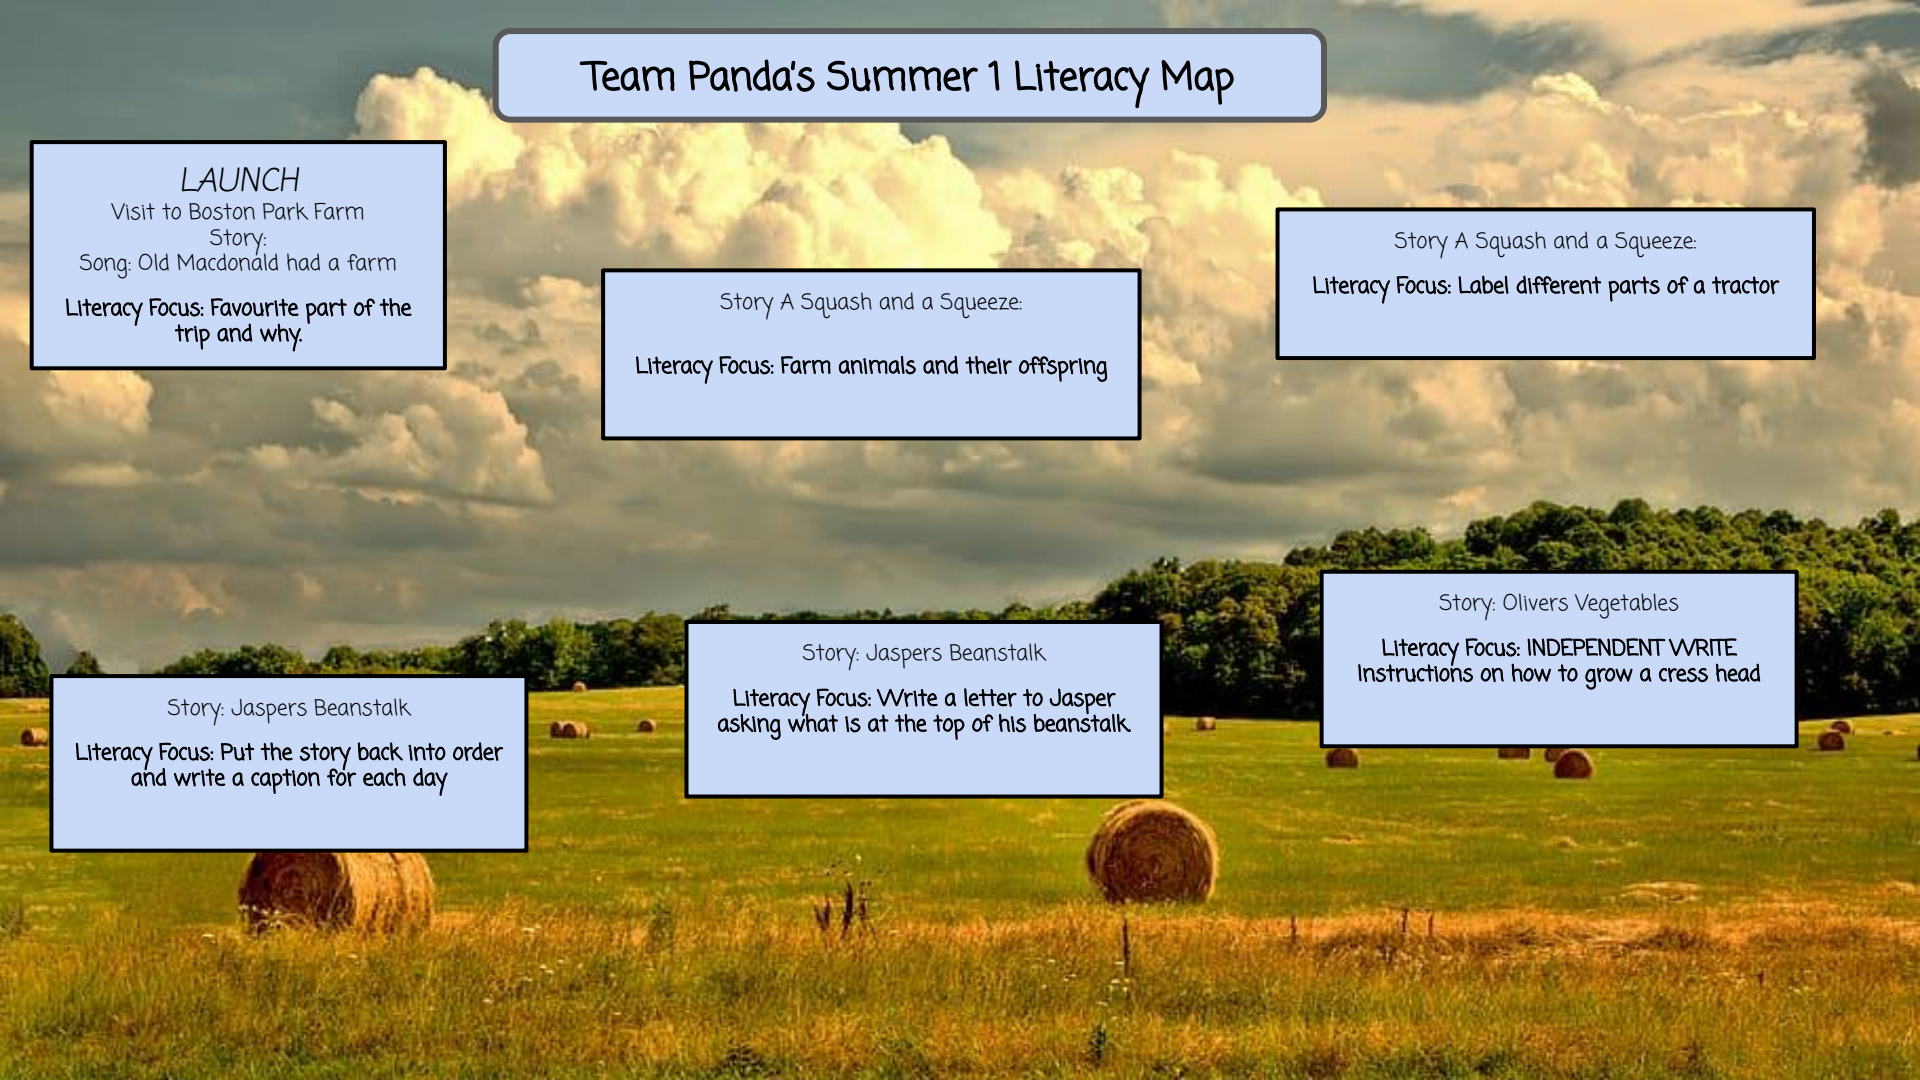 Team Panda's Summer 1 Literacy Map
LAUNCH
Visit to Boston Park Farm
Story:
Song: Old Macdonald had a farm
Literacy Focus: Favourite part of the
trip and why.
Story A Squash and a Squeeze:
Literacy Focus: Farm animals and their offspring
Story A Squash and a Squeeze:
Literacy Focus: Label different parts of a tractor
Story: Jaspers Beanstalk
Literacy Focus: Put the story back into order
and write a caption for each day
Story: Jaspers Beanstalk
Literacy Focus: Write a letter to Jasper
asking what is at the top of his beanstalk
Story: Olivers Vegetables
Literacy Focus: INDEPENDENT WRITE
Instructions on how to grow a cress head